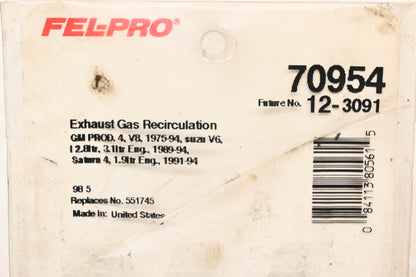 FEL-PRO®
70954
Future No. 12-3091
Exhaust Gas Recirculation
GM PROD. 4, V8, 1975-94, suzu V6,
I 2.8ltr, 3.1ltr Eng., 1989-94,
Saturn 4, 1.9ltr Eng., 1991-94
98 5
Replaces No. 551745
Made In: United States
0 84113 80561 5